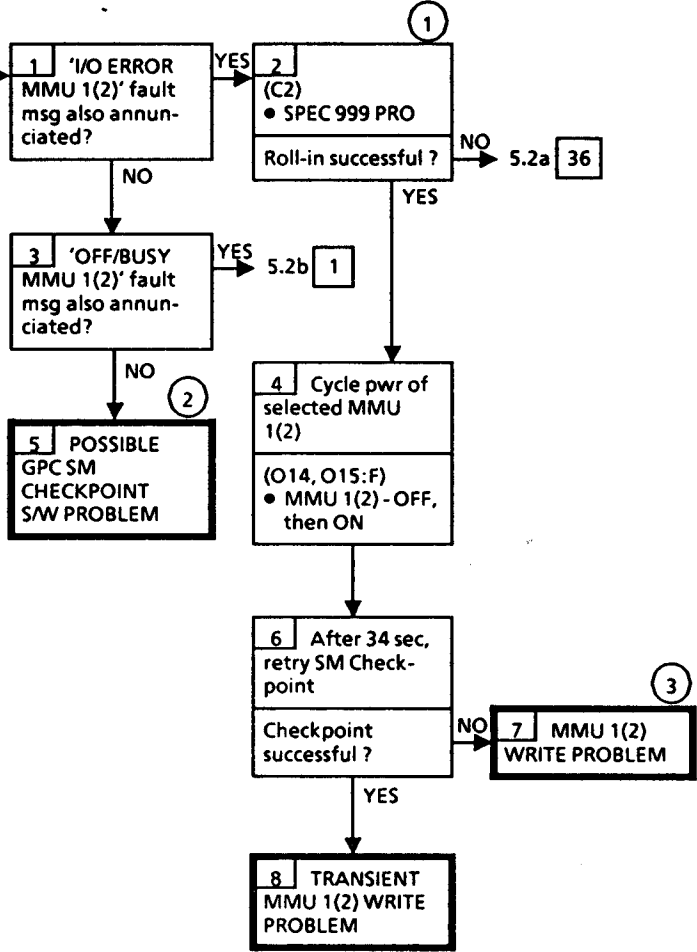 1
1 'I/O ERROR
MMU 1(2)' fault
msg also annun-
ciated?
YES
NO
2
(C2)
● SPEC 999 PRO
Roll-in successful ?
NO
5.2a 36
YES
3 'OFF/BUSY
MMU 1(2)' fault
msg also annun-
ciated?
YES
5.2b 1
NO
2
5 POSSIBLE
GPC SM
CHECKPOINT
S/W PROBLEM
4 Cycle pwr of
selected MMU
1(2)
(O14, O15:F)
● MMU 1(2) - OFF,
then ON
6 After 34 sec,
retry SM Check-
point
Checkpoint
successful ?
NO
3
7 MMU 1(2)
WRITE PROBLEM
YES
8 TRANSIENT
MMU 1(2) WRITE
PROBLEM